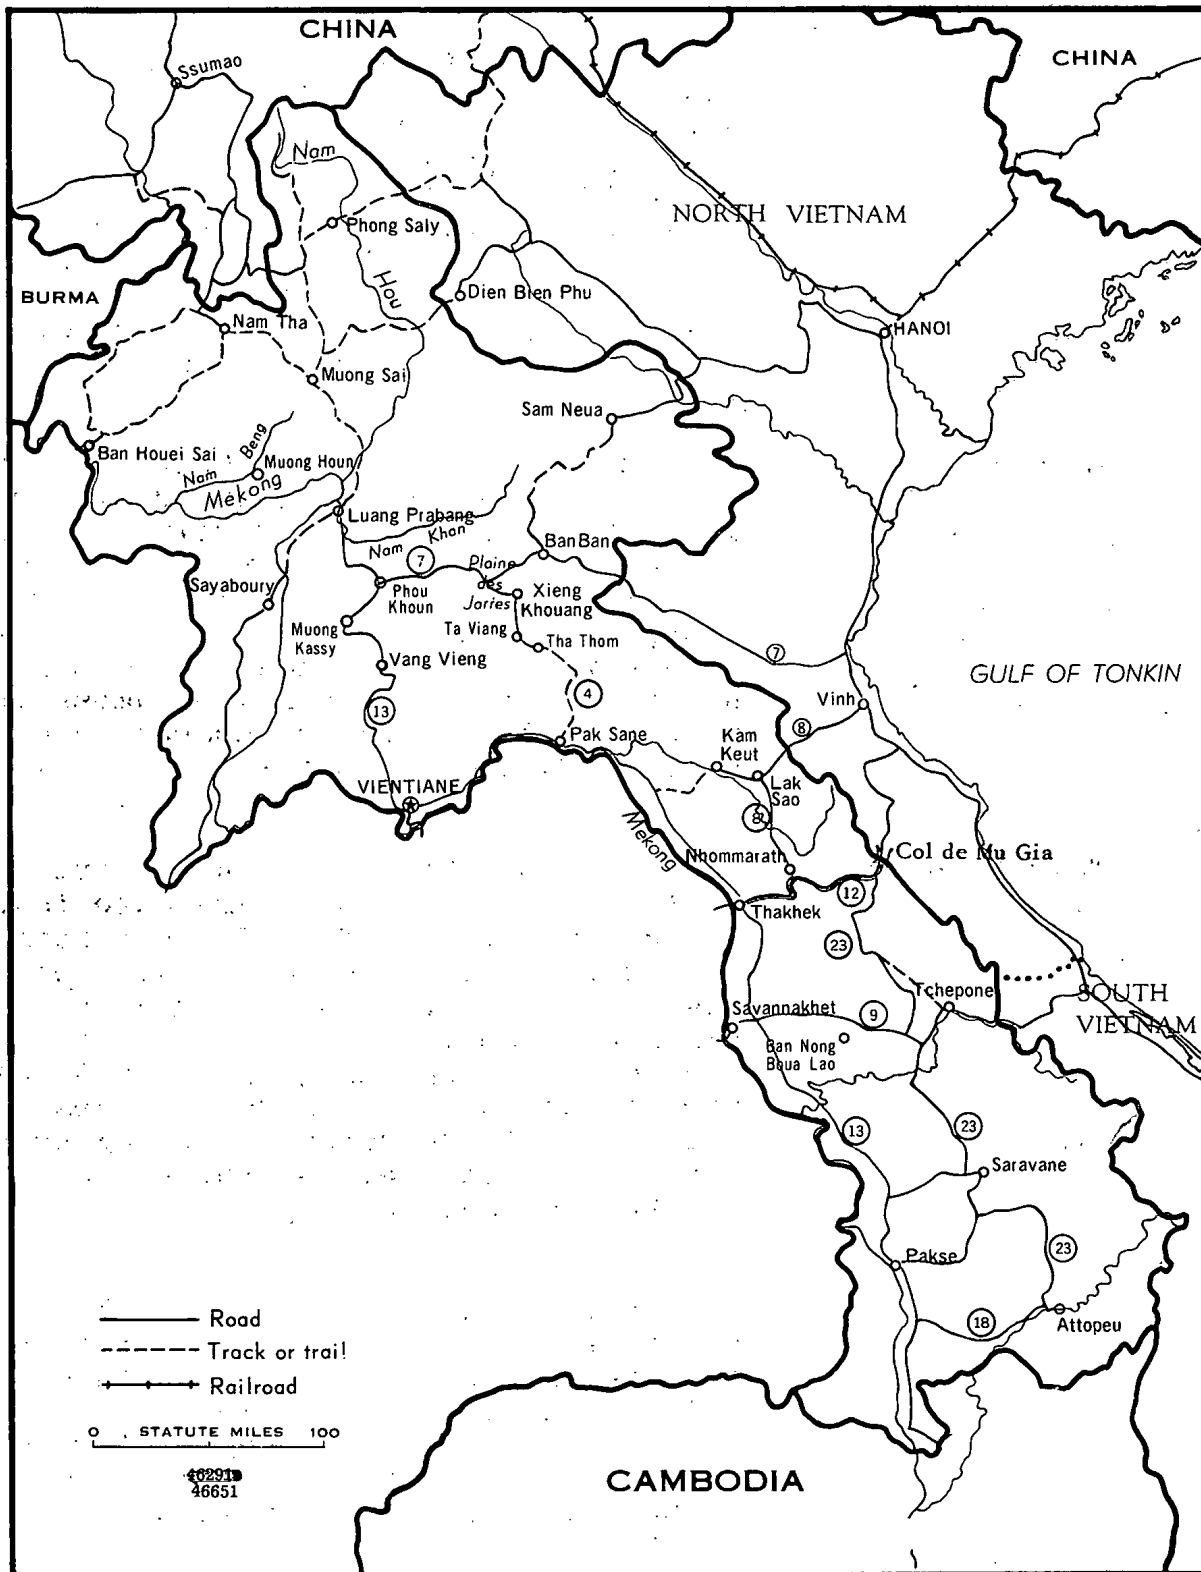 CHINA
CHINA
Ssumao
Nam
Phong Saly
NORTH VIETNAM
Hou
BURMA
Dien Bien Phu
Nam Tha
HANOI
Muong Sai
Sam Neua
Ban Houei Sai
Beng
Muong Houn
Nam
Mekong
Luang Prabang
Nam Khan
Ban Ban
7
Plaine
des
Jarres
Sayaboury
Phou
Khoun
Xieng
Khouang
Muong
Kassy
Ta Viang
Tha Thom
7
Vang Vieng
GULF OF TONKIN
4
Vinh
13
8
Pak Sane
Kam
Keut
VIENTIANE
Lak
Sao
8
Mekong
Nhommarath
Col de Mu Gia
12
Thakhek
23
Tchepone
SOUTH
VIETNAM
Savannakhet
9
Ban Nong
Boua Lao
13
23
Saravane
Pakse
23
18
Attopeu
Road
Track or trail
Railroad
0 STATUTE MILES 100
46651
CAMBODIA